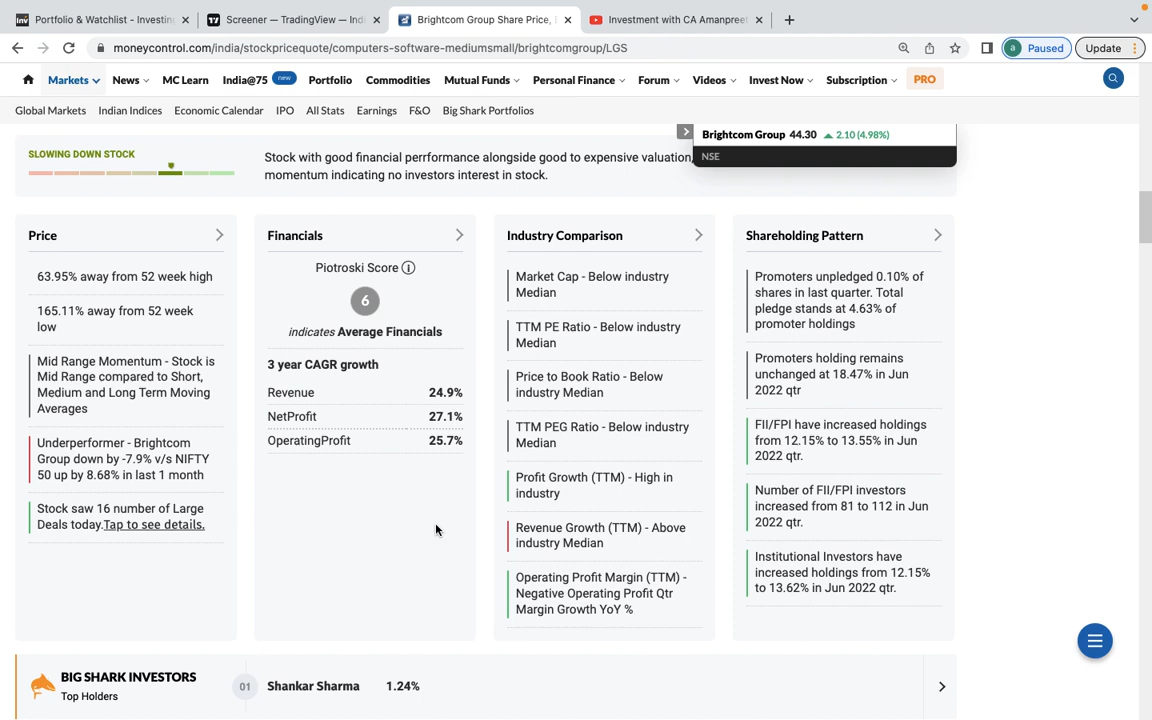 Portfolio & Watchlist - Investing
Screener — TradingView — Indi
Brightcom Group Share Price,
Investment with CA Amanpreet
moneycontrol.com/india/stockpricequote/computers-software-mediumsmall/brightcomgroup/LGS
a Paused
Update
Markets
News
MC Learn
India@75 new
Portfolio
Commodities
Mutual Funds
Personal Finance
Forum
Videos
Invest Now
Subscription
PRO
Global Markets
Indian Indices
Economic Calendar
IPO
All Stats
Earnings
F&O
Big Shark Portfolios
Brightcom Group 44.30 2.10 (4.98%)
NSE
SLOWING DOWN STOCK
Stock with good financial perrformance alongside good to expensive valuation,
momentum indicating no investors interest in stock.
Price
63.95% away from 52 week high
165.11% away from 52 week
low
Mid Range Momentum - Stock is
Mid Range compared to Short,
Medium and Long Term Moving
Averages
Underperformer - Brightcom
Group down by -7.9% v/s NIFTY
50 up by 8.68% in last 1 month
Stock saw 16 number of Large
Deals today.Tap to see details.
Financials
Piotroski Score
6
indicates Average Financials
3 year CAGR growth
Revenue 24.9%
NetProfit 27.1%
OperatingProfit 25.7%
Industry Comparison
Market Cap - Below industry
Median
TTM PE Ratio - Below industry
Median
Price to Book Ratio - Below
industry Median
TTM PEG Ratio - Below industry
Median
Profit Growth (TTM) - High in
industry
Revenue Growth (TTM) - Above
industry Median
Operating Profit Margin (TTM) -
Negative Operating Profit Qtr
Margin Growth YoY %
Shareholding Pattern
Promoters unpledged 0.10% of
shares in last quarter. Total
pledge stands at 4.63% of
promoter holdings
Promoters holding remains
unchanged at 18.47% in Jun
2022 qtr
FII/FPI have increased holdings
from 12.15% to 13.55% in Jun
2022 qtr.
Number of FII/FPI investors
increased from 81 to 112 in Jun
2022 qtr.
Institutional Investors have
increased holdings from 12.15%
to 13.62% in Jun 2022 qtr.
BIG SHARK INVESTORS
Top Holders
01 Shankar Sharma 1.24%